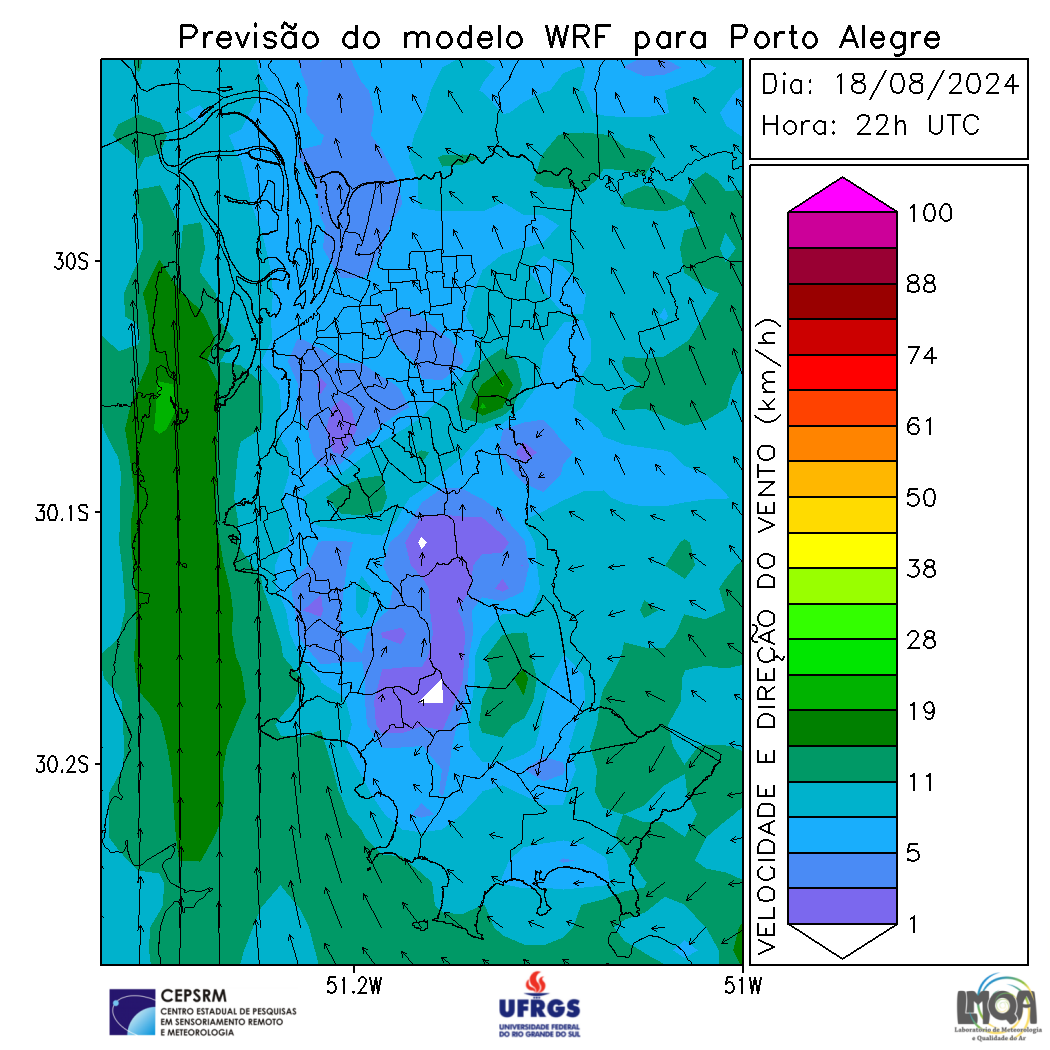 Previsão do modelo WRF para Porto Alegre
Dia: 18/08/2024
Hora: 22h UTC
30S
30.1S
30.2S
51.2W
51W
VELOCIDADE E DIREÇÃO DO VENTO (km/h)
100
88
74
61
50
38
28
19
11
5
1
CEPSRM
CENTRO ESTADUAL DE PESQUISAS
EM SENSORIAMENTO REMOTO
E METEOROLOGIA
UFRGS
UNIVERSIDADE FEDERAL
DO RIO GRANDE DO SUL
LMQA
Laboratório de Meteorologia
e Qualidade do Ar